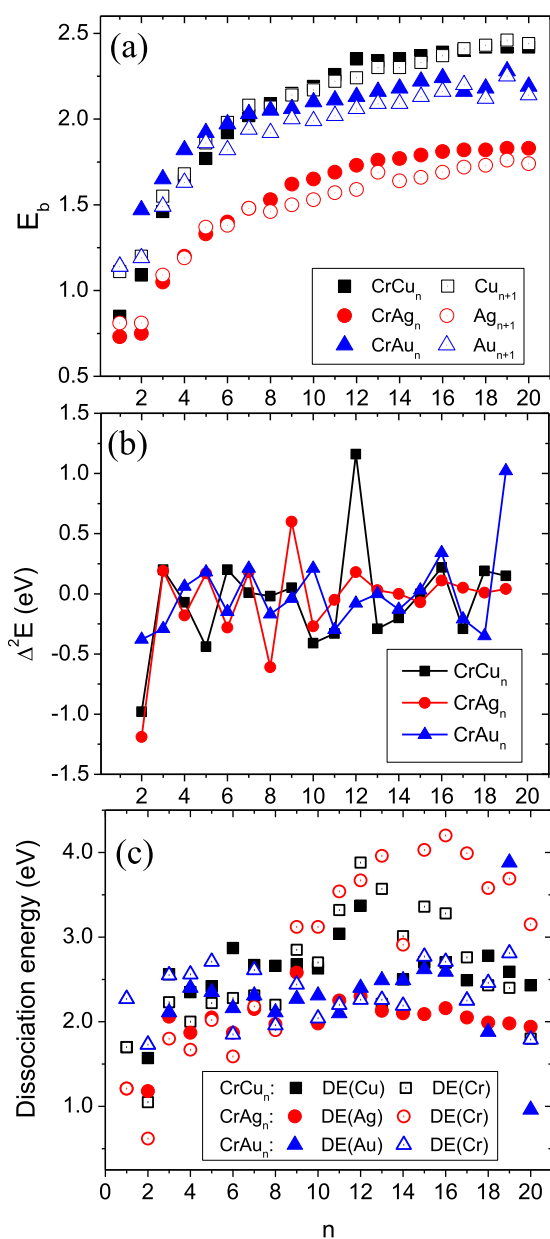 (a)
E_b
2.5
2.0
1.5
1.0
0.5
CrCu_n Cu_{n+1}
CrAg_n Ag_{n+1}
CrAu_n Au_{n+1}
2 4 6 8 10 12 14 16 18 20
(b)
Δ²E (eV)
1.5
1.0
0.5
0.0
-0.5
-1.0
-1.5
CrCu_n
CrAg_n
CrAu_n
2 4 6 8 10 12 14 16 18 20
(c)
Dissociation energy (eV)
4.0
3.0
2.0
1.0
CrCu_n: DE(Cu) DE(Cr)
CrAg_n: DE(Ag) DE(Cr)
CrAu_n: DE(Au) DE(Cr)
0 2 4 6 8 10 12 14 16 18 20
n